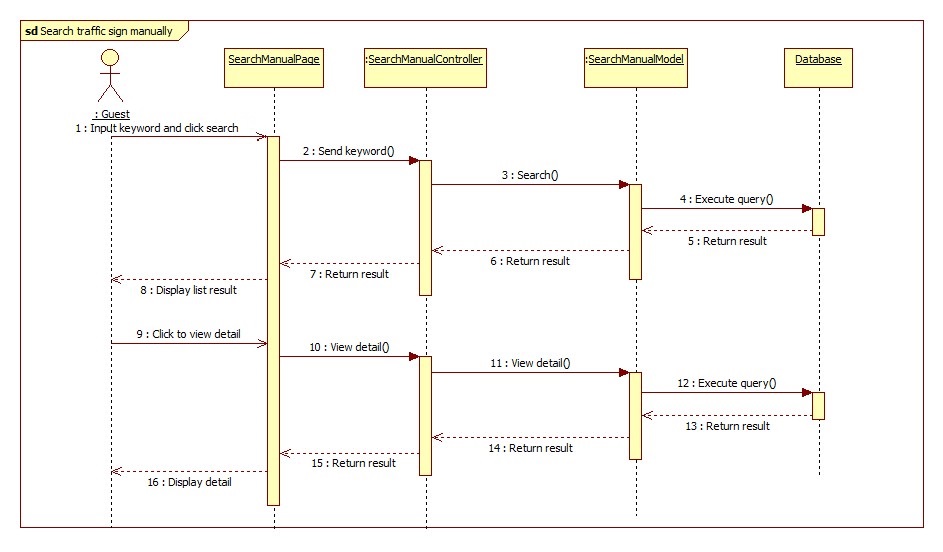 sd Search traffic sign manually
SearchManualPage
:SearchManualController
:SearchManualModel
Database
: Guest
1 : Input keyword and click search
2 : Send keyword()
3 : Search()
4 : Execute query()
5 : Return result
6 : Return result
7 : Return result
8 : Display list result
9 : Click to view detail
10 : View detail()
11 : View detail()
12 : Execute query()
13 : Return result
14 : Return result
15 : Return result
16 : Display detail